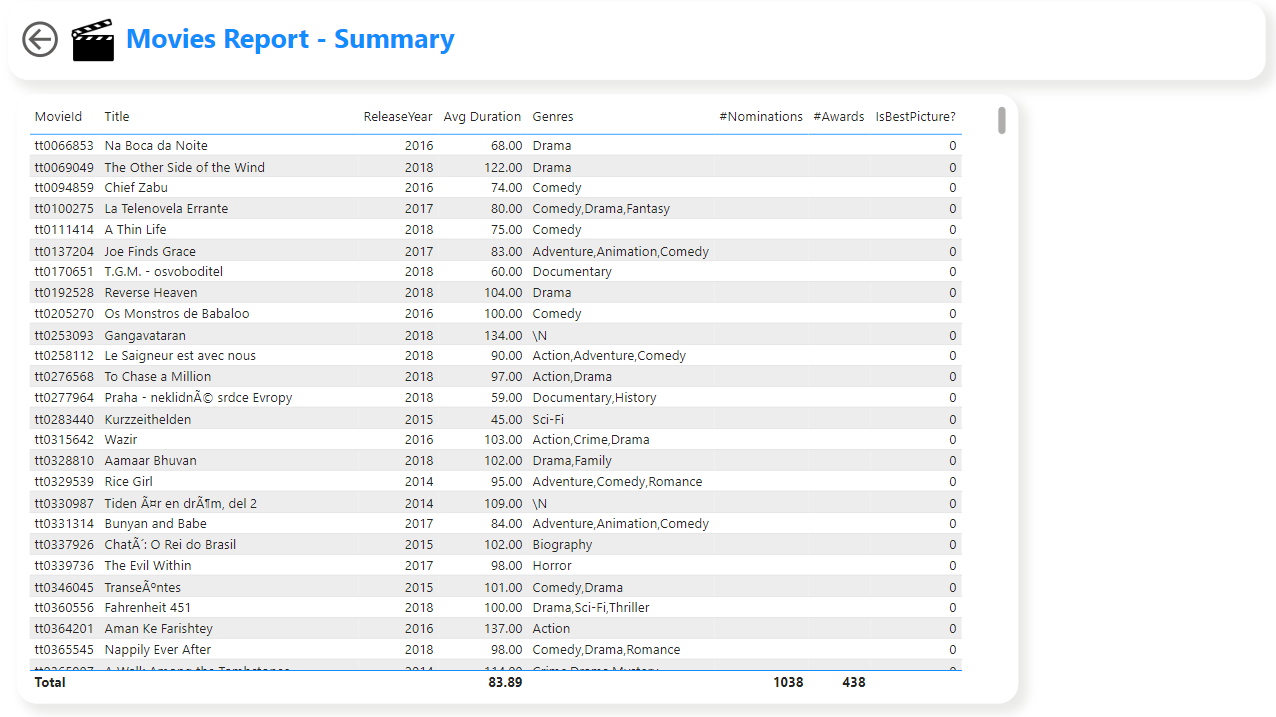 Movies Report - Summary
MovieId Title ReleaseYear Avg Duration Genres #Nominations #Awards IsBestPicture?
tt0066853 Na Boca da Noite 2016 68.00 Drama 0
tt0069049 The Other Side of the Wind 2018 122.00 Drama 0
tt0094859 Chief Zabu 2016 74.00 Comedy 0
tt0100275 La Telenovela Errante 2017 80.00 Comedy,Drama,Fantasy 0
tt0111414 A Thin Life 2018 75.00 Comedy 0
tt0137204 Joe Finds Grace 2017 83.00 Adventure,Animation,Comedy 0
tt0170651 T.G.M. - osvoboditel 2018 60.00 Documentary 0
tt0192528 Reverse Heaven 2018 104.00 Drama 0
tt0205270 Os Monstros de Babaloo 2016 100.00 Comedy 0
tt0253093 Gangavataran 2018 134.00 \N 0
tt0258112 Le Saigneur est avec nous 2018 90.00 Action,Adventure,Comedy 0
tt0276568 To Chase a Million 2018 97.00 Action,Drama 0
tt0277964 Praha - neklidnÃ© srdce Evropy 2018 59.00 Documentary,History 0
tt0283440 Kurzzeithelden 2015 45.00 Sci-Fi 0
tt0315642 Wazir 2016 103.00 Action,Crime,Drama 0
tt0328810 Aamaar Bhuvan 2018 102.00 Drama,Family 0
tt0329539 Rice Girl 2014 95.00 Adventure,Comedy,Romance 0
tt0330987 Tiden Ã¤r en drÃ¶m, del 2 2014 109.00 \N 0
tt0331314 Bunyan and Babe 2017 84.00 Adventure,Animation,Comedy 0
tt0337926 ChatÃ´: O Rei do Brasil 2015 102.00 Biography 0
tt0339736 The Evil Within 2017 98.00 Horror 0
tt0346045 TranseÃºntes 2015 101.00 Comedy,Drama 0
tt0360556 Fahrenheit 451 2018 100.00 Drama,Sci-Fi,Thriller 0
tt0364201 Aman Ke Farishtey 2016 137.00 Action 0
tt0365545 Nappily Ever After 2018 98.00 Comedy,Drama,Romance 0
tt0365907 A Walk Among the Tombstones 2014 114.00 Crime,Drama,Mystery 0
Total 83.89 1038 438